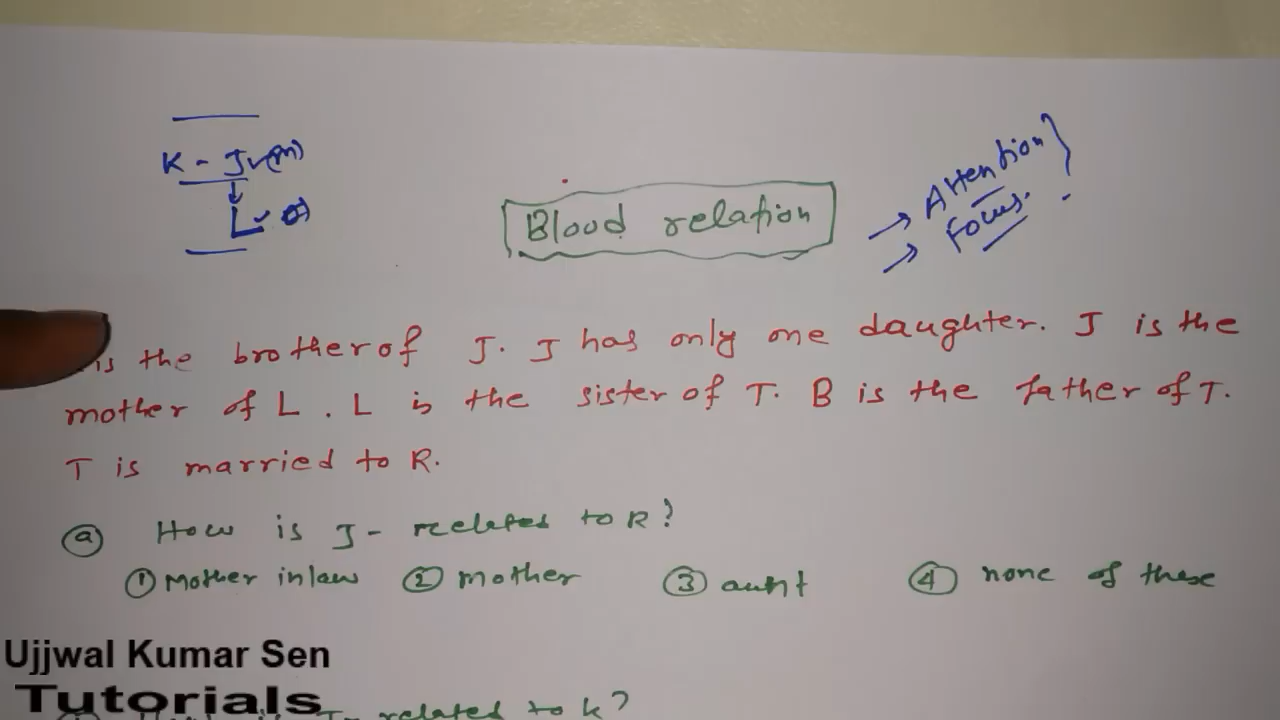 K - J (m)
L
Blood relation
→ Attention
→ Focus.
is the brother of J. J has only one daughter. J is the
mother of L. L is the sister of T. B is the father of T.
T is married to R.
ⓐ How is J- related to R?
① Mother inlaw ② mother ③ aunt ④ none of these
Ujjwal Kumar Sen
Tutorials
related to k?